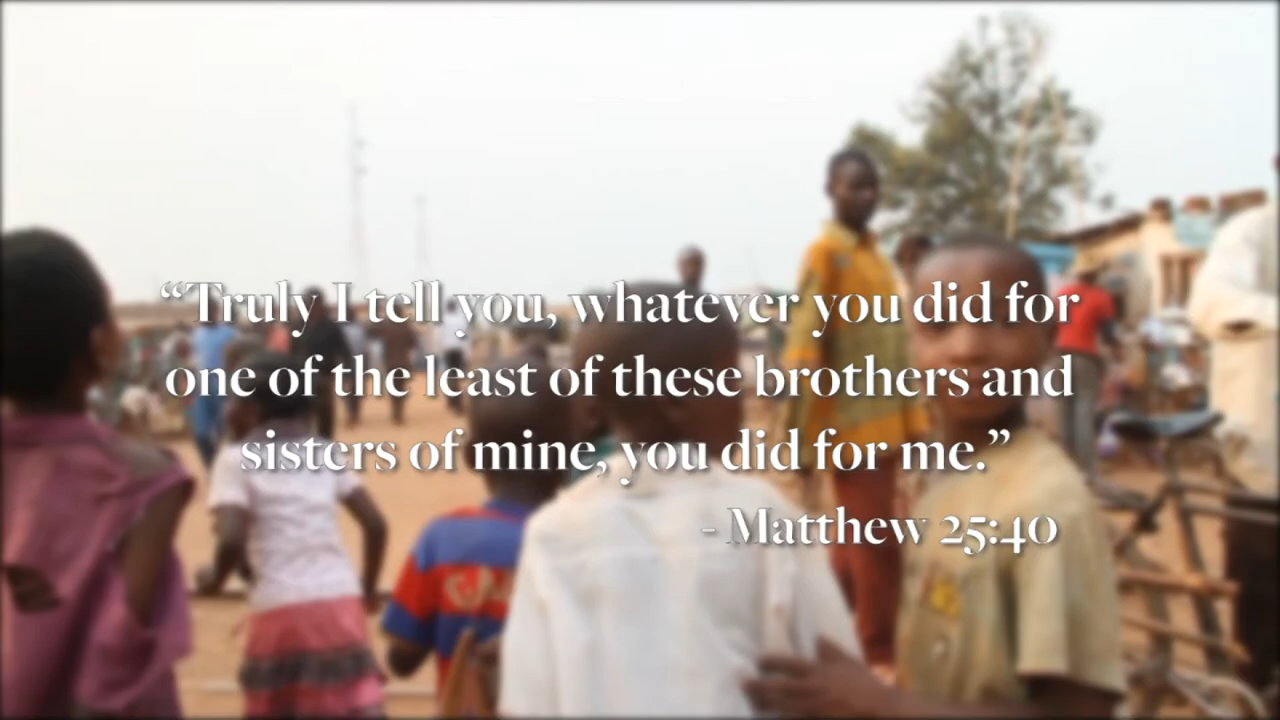 “Truly I tell you, whatever you did for
one of the least of these brothers and
sisters of mine, you did for me.”
- Matthew 25:40